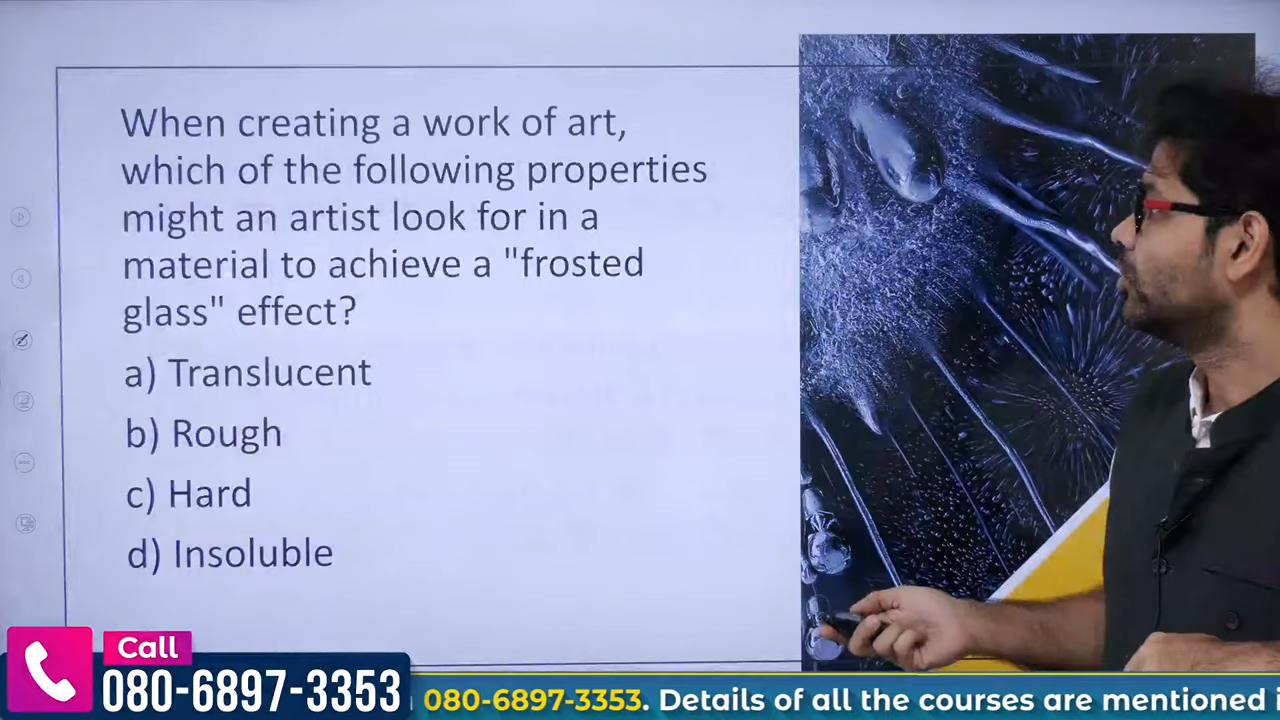 When creating a work of art,
which of the following properties
might an artist look for in a
material to achieve a "frosted
glass" effect?
a) Translucent
b) Rough
c) Hard
d) Insoluble
Call
080-6897-3353
080-6897-3353. Details of all the courses are mentioned